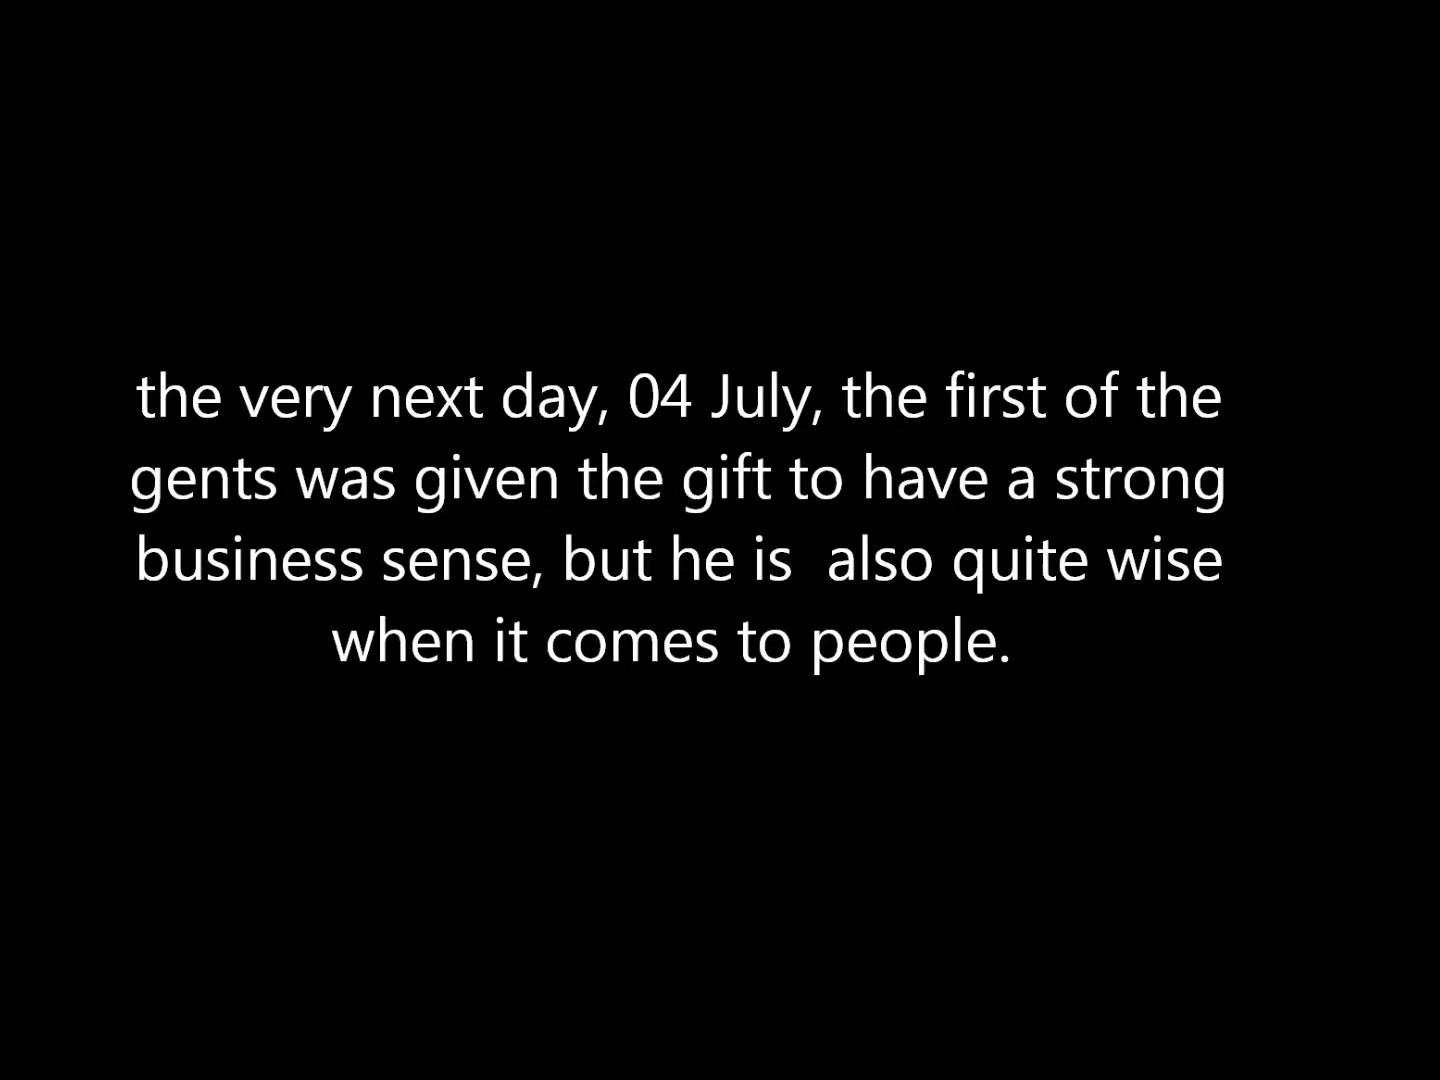 the very next day, 04 July, the first of the
gents was given the gift to have a strong
business sense, but he is  also quite wise
when it comes to people.